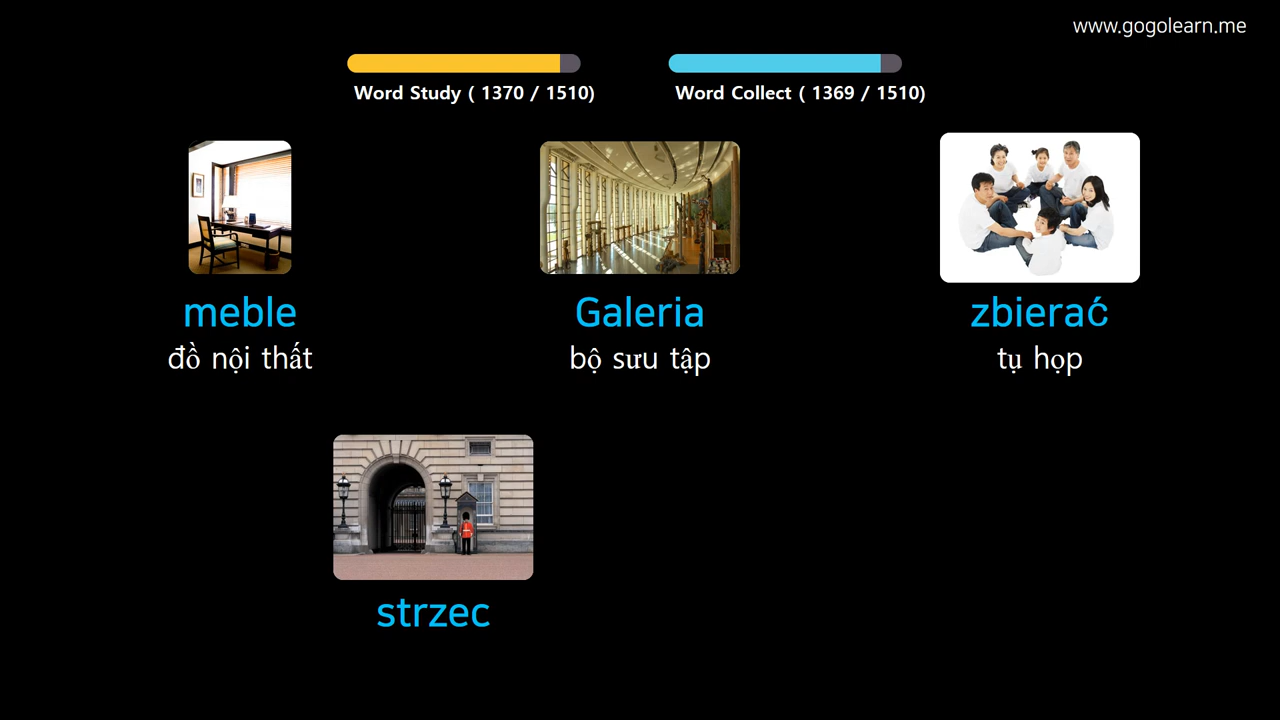 www.gogolearn.me
Word Study ( 1370 / 1510)
Word Collect ( 1369 / 1510)
meble
đồ nội thất
Galeria
bộ sưu tập
zbierać
tụ họp
strzec